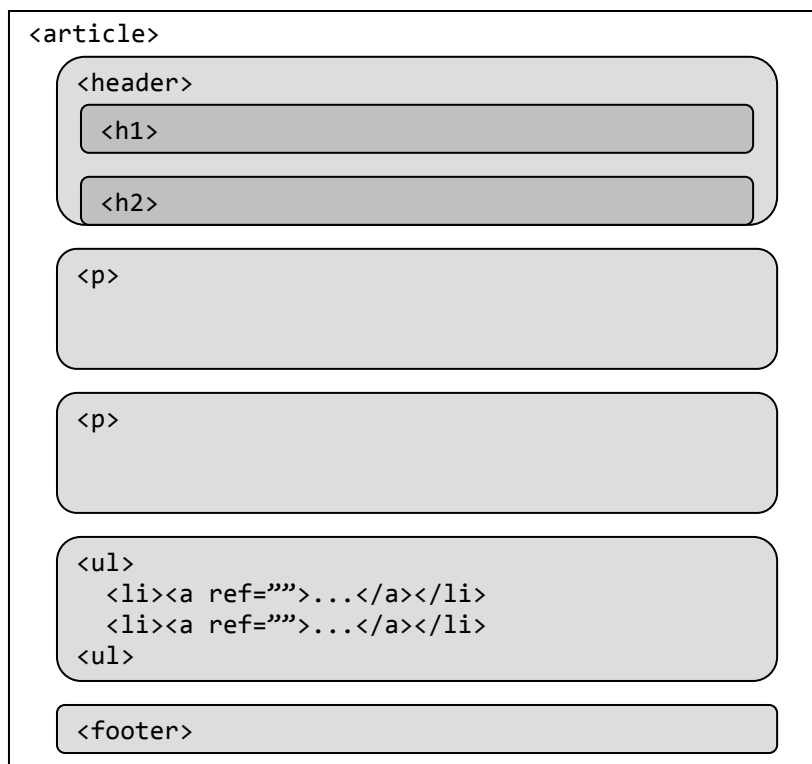 <article>
<header>
<h1>
<h2>
<p>
<p>
<ul>
<li><a ref=””>...</a></li>
<li><a ref=””>...</a></li>
<ul>
<footer>